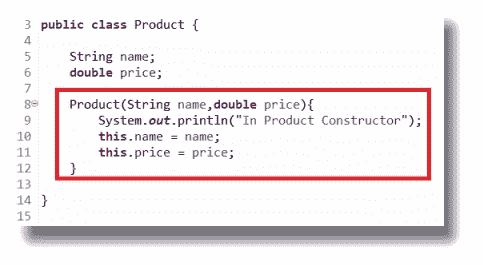 3 public class Product {
4
5     String name;
6     double price;
7
8     Product(String name,double price){
9         System.out.println("In Product Constructor");
10         this.name = name;
11         this.price = price;
12     }
13
14 }
15